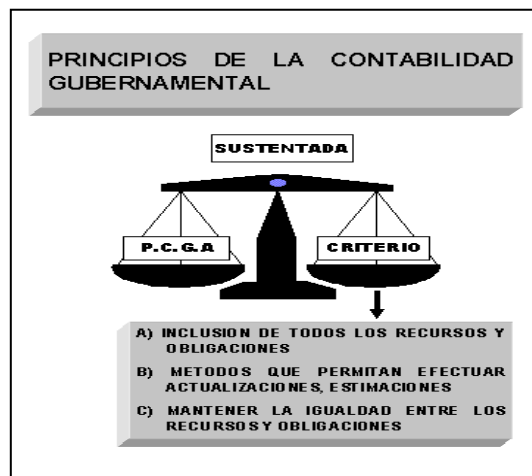 PRINCIPIOS DE LA CONTABILIDAD
GUBERNAMENTAL
SUSTENTADA
P.C.G.A
CRITERIO
A) INCLUSION DE TODOS LOS RECURSOS Y
OBLIGACIONES
B) METODOS QUE PERMITAN EFECTUAR
ACTUALIZACIONES, ESTIMACIONES
C) MANTENER LA IGUALDAD ENTRE LOS
RECURSOS Y OBLIGACIONES